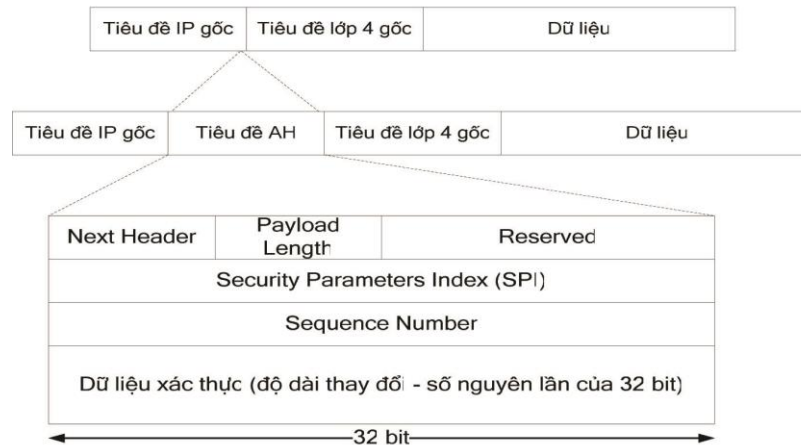 Tiêu đề IP gốc Tiêu đề lớp 4 gốc Dữ liệu
Tiêu đề IP gốc Tiêu đề AH Tiêu đề lớp 4 gốc Dữ liệu
Next Header Payload Length Reserved
Security Parameters Index (SPI)
Sequence Number
Dữ liệu xác thực (độ dài thay đổi - số nguyên lần của 32 bit)
32 bit